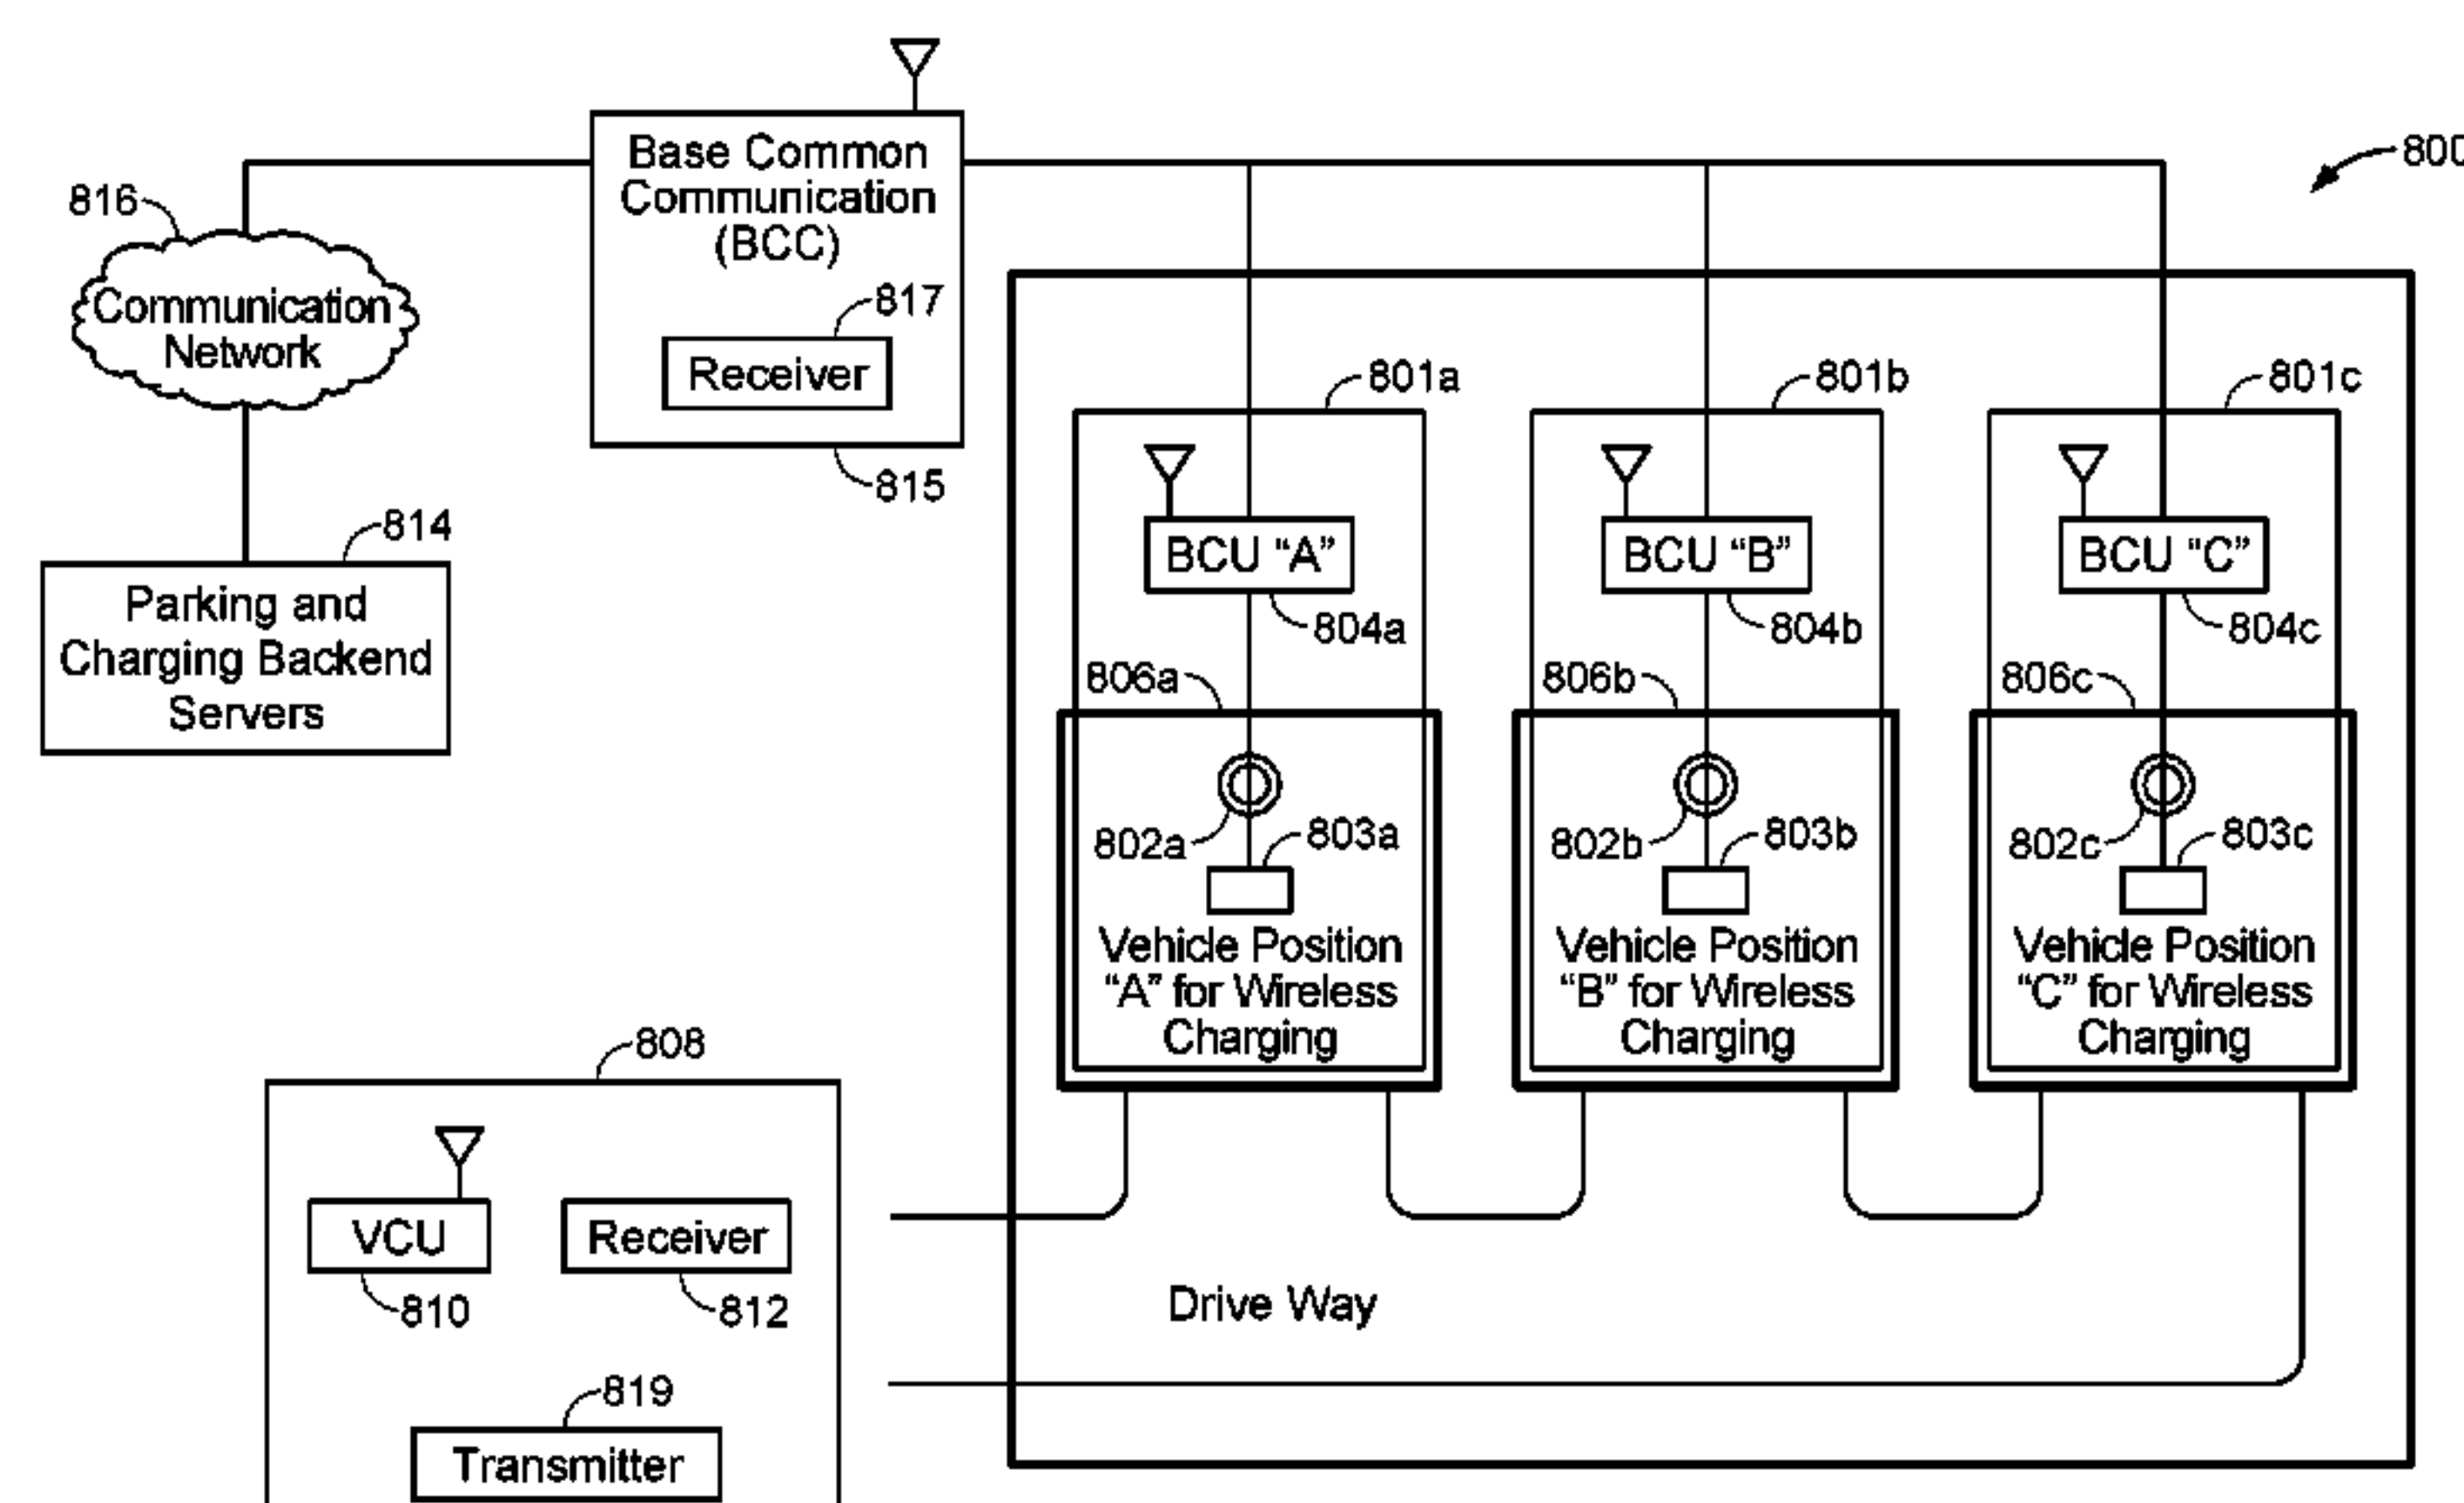 Base Common
Communication
(BCC)
800
816
Communication
Network
817
Receiver
815
814
Parking and
Charging Backend
Servers
801a
801b
801c
BCU “A”
BCU “B”
BCU “C”
804a
804b
804c
806a
806b
806c
802a
803a
802b
803b
802c
803c
Vehicle Position
“A” for Wireless
Charging
Vehicle Position
“B” for Wireless
Charging
Vehicle Position
“C” for Wireless
Charging
808
VCU
Receiver
810
812
Drive Way
819
Transmitter